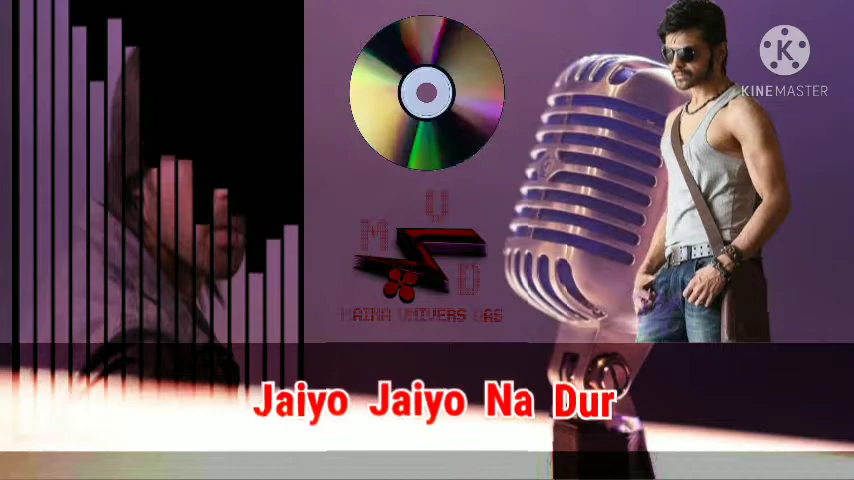 K
KINEMASTER
U
M
D
MAINA UNIVERS DAS
Jaiyo Jaiyo Na Dur